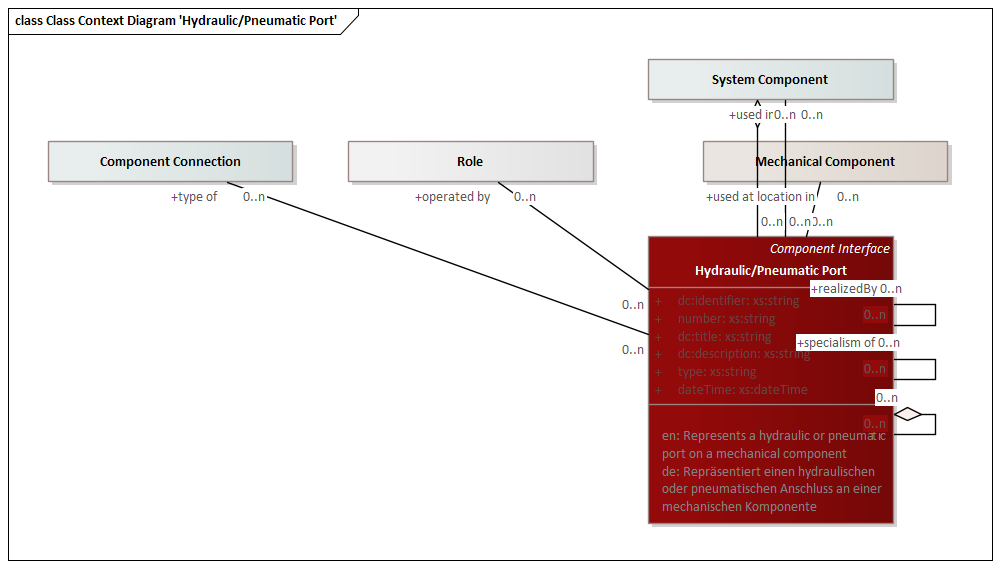 class Class Context Diagram 'Hydraulic/Pneumatic Port'
System Component
0..n 0..n
Component Connection
Role
Mechanical Component
+type of 0..n
+operated by 0..n
+used at location in 0..n
0..n 0..n 0..n
Component Interface
Hydraulic/Pneumatic Port
+realizedBy 0..n
0..n
+ dc:identifier: xs:string
+ number: xs:string
0..n
+ dc:title: xs:string
+specialism of 0..n
0..n
+ dc:description: xs:string
+ type: xs:string
0..n
+ dateTime: xs:dateTime
0..n
0..n
en: Represents a hydraulic or pneumatic
port on a mechanical component
de: Repräsentiert einen hydraulischen
oder pneumatischen Anschluss an einer
mechanischen Komponente